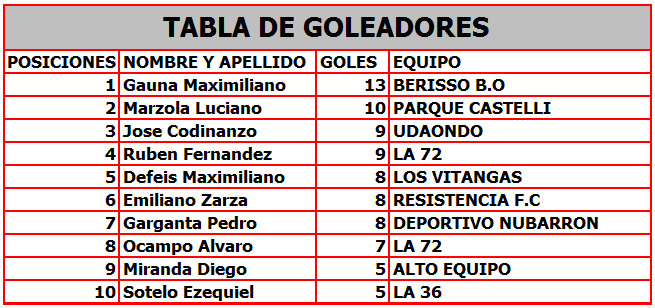 TABLA DE GOLEADORES
POSICIONES NOMBRE Y APELLIDO GOLES EQUIPO
1 Gauna Maximiliano 13 BERISSO B.O
2 Marzola Luciano 10 PARQUE CASTELLI
3 Jose Codinanzo 9 UDAONDO
4 Ruben Fernandez 9 LA 72
5 Defeis Maximiliano 8 LOS VITANGAS
6 Emiliano Zarza 8 RESISTENCIA F.C
7 Garganta Pedro 8 DEPORTIVO NUBARRON
8 Ocampo Alvaro 7 LA 72
9 Miranda Diego 5 ALTO EQUIPO
10 Sotelo Ezequiel 5 LA 36